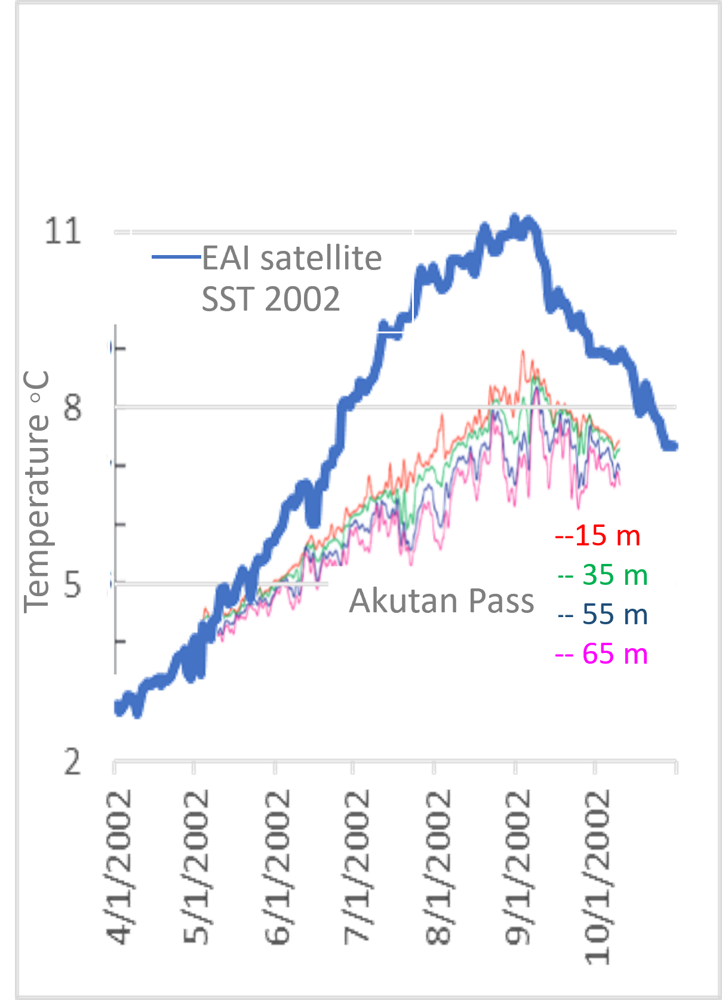 11
EAI satellite
SST 2002
Temperature ◦C
8
--15 m
-- 35 m
5
Akutan Pass
-- 55 m
-- 65 m
2
4/1/2002
5/1/2002
6/1/2002
7/1/2002
8/1/2002
9/1/2002
10/1/2002